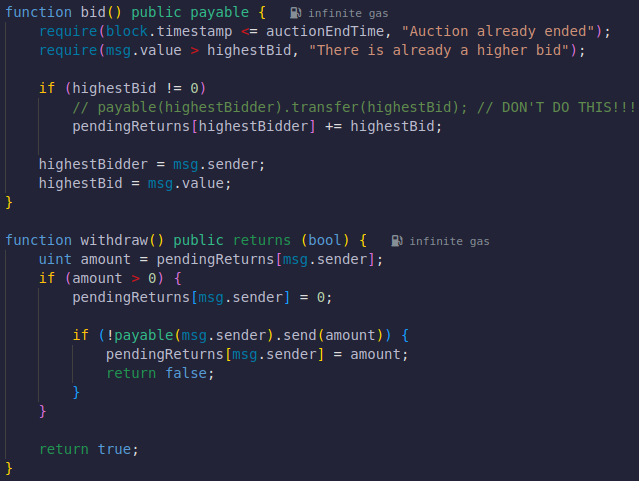 function bid() public payable { infinite gas
    require(block.timestamp <= auctionEndTime, "Auction already ended");
    require(msg.value > highestBid, "There is already a higher bid");

    if (highestBid != 0)
        // payable(highestBidder).transfer(highestBid); // DON'T DO THIS!!!
        pendingReturns[highestBidder] += highestBid;

    highestBidder = msg.sender;
    highestBid = msg.value;
}

function withdraw() public returns (bool) { infinite gas
    uint amount = pendingReturns[msg.sender];
    if (amount > 0) {
        pendingReturns[msg.sender] = 0;

        if (!payable(msg.sender).send(amount)) {
            pendingReturns[msg.sender] = amount;
            return false;
        }
    }

    return true;
}